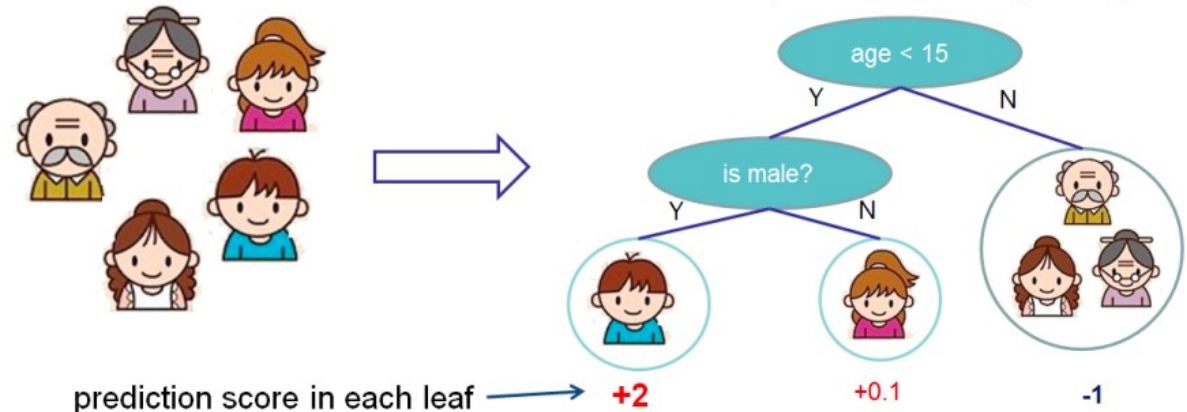 age < 15
Y
N
is male?
Y
N
prediction score in each leaf
+2
+0.1
-1